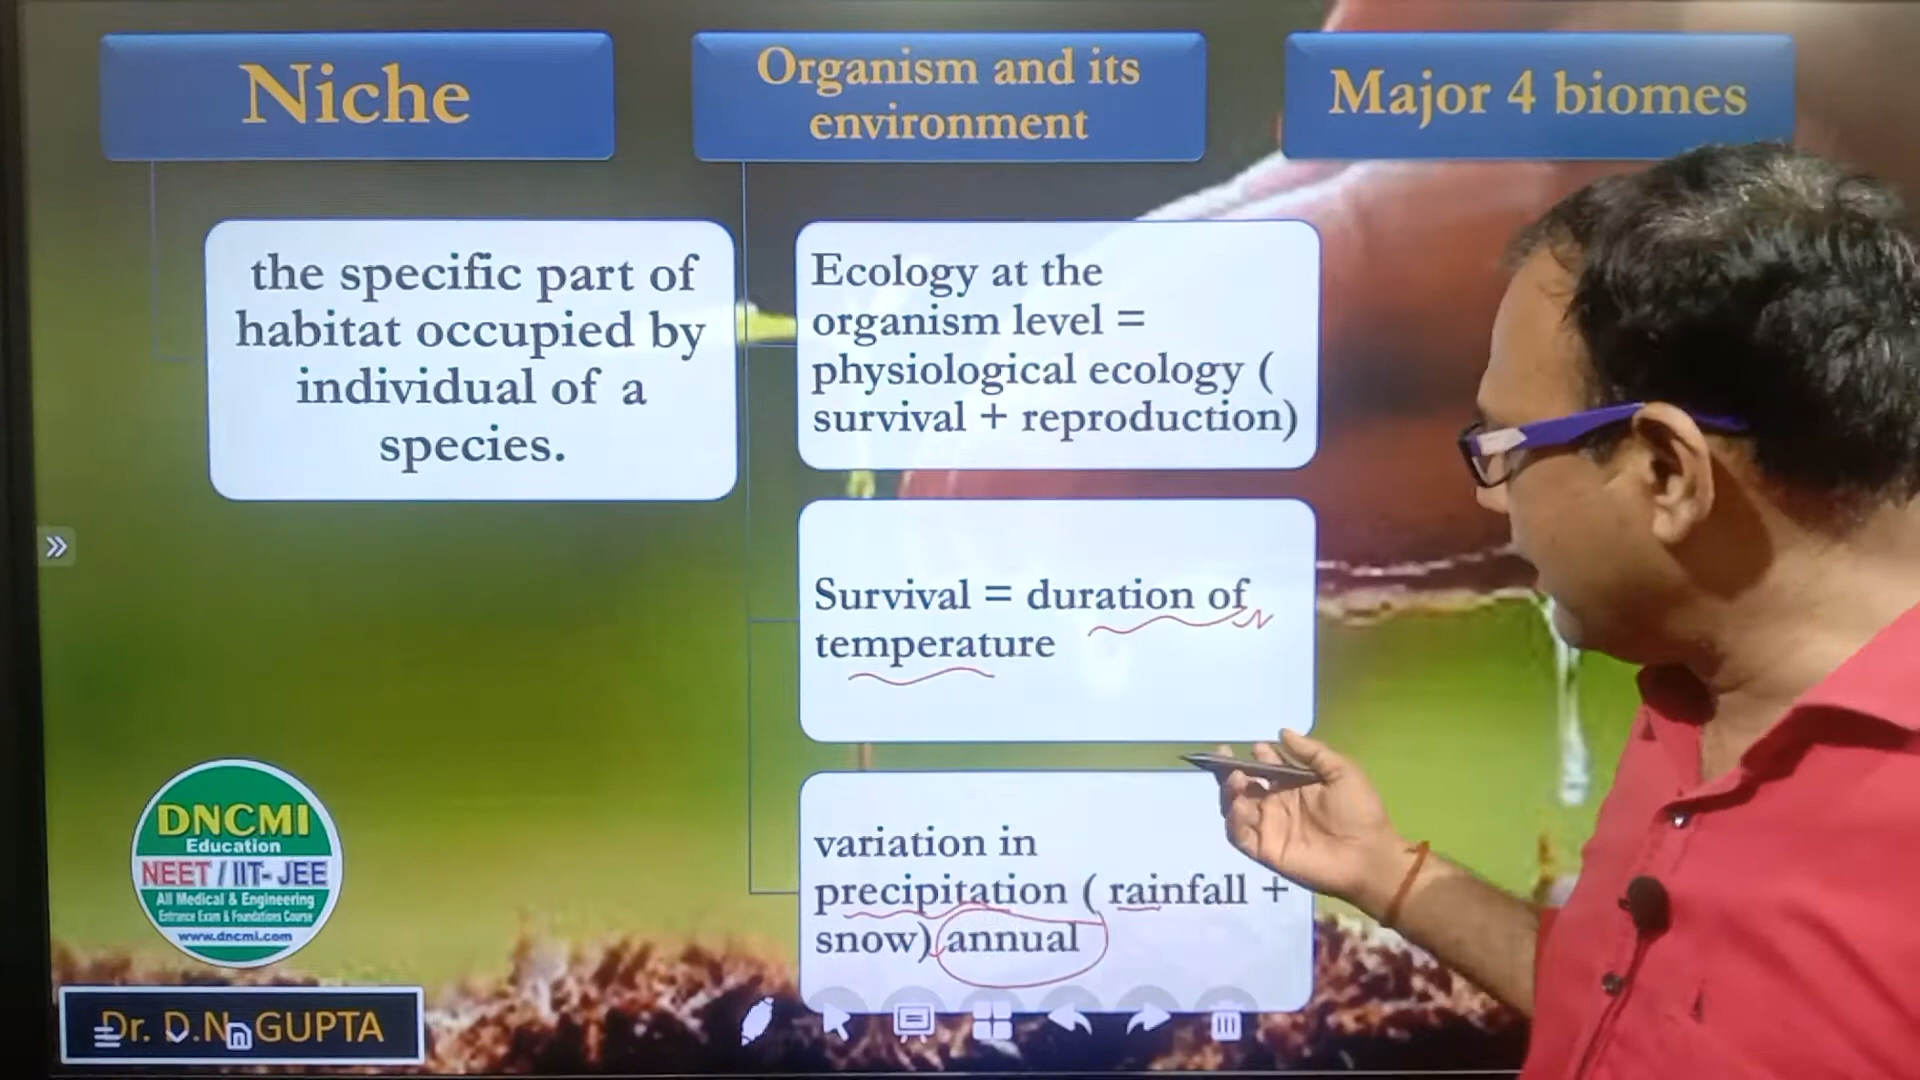 Niche
the specific part of
habitat occupied by
individual of a
species.
Organism and its
environment
Ecology at the
organism level =
physiological ecology (
survival + reproduction)
Survival = duration of
temperature
variation in
precipitation ( rainfall +
snow) annual
Major 4 biomes
DNCMI
Education
NEET / IIT-JEE
All Medical & Engineering
Entrance Exam & Foundations Course
www.dncmi.com
Dr. D.N. GUPTA